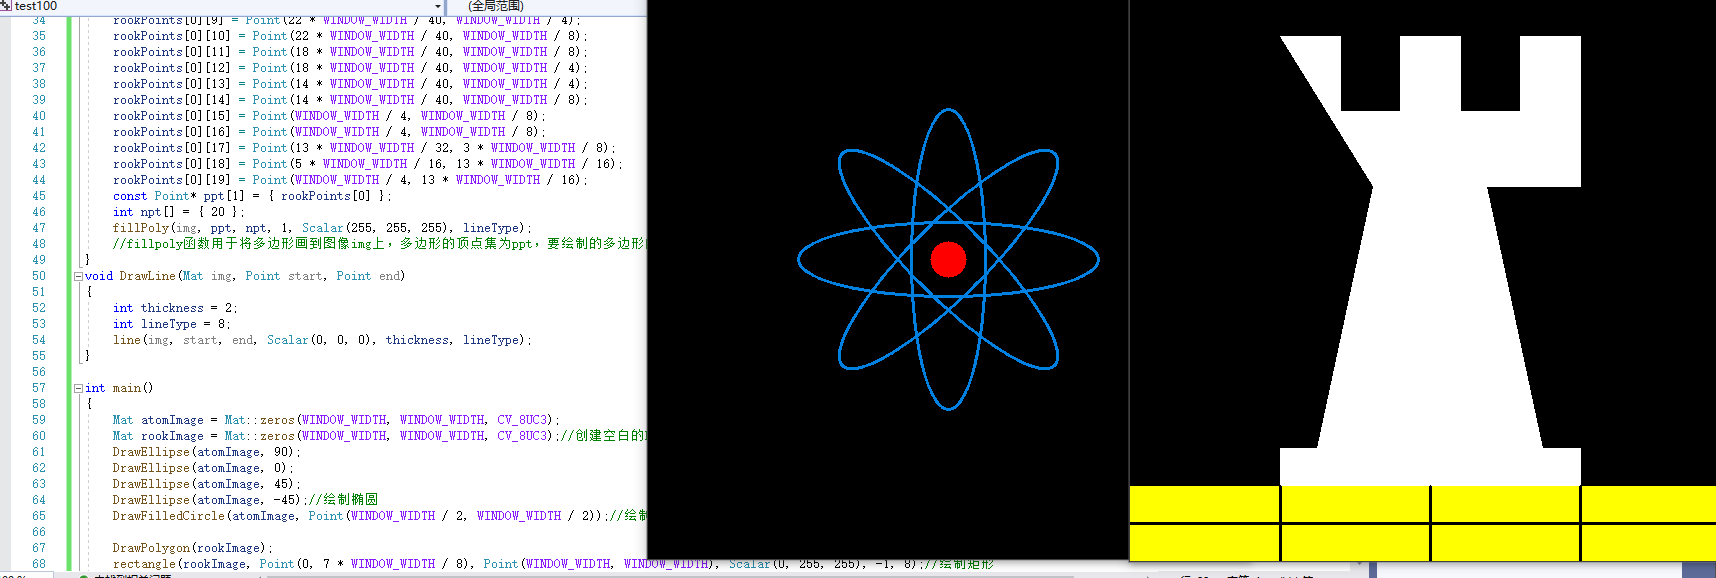 test100
(全局范围)
34 rookPoints[0][9] = Point(22 * WINDOW_WIDTH / 40, WINDOW_WIDTH / 4);
35 rookPoints[0][10] = Point(22 * WINDOW_WIDTH / 40, WINDOW_WIDTH / 8);
36 rookPoints[0][11] = Point(18 * WINDOW_WIDTH / 40, WINDOW_WIDTH / 8);
37 rookPoints[0][12] = Point(18 * WINDOW_WIDTH / 40, WINDOW_WIDTH / 4);
38 rookPoints[0][13] = Point(14 * WINDOW_WIDTH / 40, WINDOW_WIDTH / 4);
39 rookPoints[0][14] = Point(14 * WINDOW_WIDTH / 40, WINDOW_WIDTH / 8);
40 rookPoints[0][15] = Point(WINDOW_WIDTH / 4, WINDOW_WIDTH / 8);
41 rookPoints[0][16] = Point(WINDOW_WIDTH / 4, WINDOW_WIDTH / 8);
42 rookPoints[0][17] = Point(13 * WINDOW_WIDTH / 32, 3 * WINDOW_WIDTH / 8);
43 rookPoints[0][18] = Point(5 * WINDOW_WIDTH / 16, 13 * WINDOW_WIDTH / 16);
44 rookPoints[0][19] = Point(WINDOW_WIDTH / 4, 13 * WINDOW_WIDTH / 16);
45 const Point* ppt[1] = { rookPoints[0] };
46 int npt[] = { 20 };
47 fillPoly(img, ppt, npt, 1, Scalar(255, 255, 255), lineType);
48 //fillpoly函数用于将多边形画到图像img上，多边形的顶点集为ppt，要绘制的多边形
49 }
50 void DrawLine(Mat img, Point start, Point end)
51 {
52 int thickness = 2;
53 int lineType = 8;
54 line(img, start, end, Scalar(0, 0, 0), thickness, lineType);
55 }
56
57 int main()
58 {
59 Mat atomImage = Mat::zeros(WINDOW_WIDTH, WINDOW_WIDTH, CV_8UC3);
60 Mat rookImage = Mat::zeros(WINDOW_WIDTH, WINDOW_WIDTH, CV_8UC3);//创建空白的
61 DrawEllipse(atomImage, 90);
62 DrawEllipse(atomImage, 0);
63 DrawEllipse(atomImage, 45);
64 DrawEllipse(atomImage, -45);//绘制椭圆
65 DrawFilledCircle(atomImage, Point(WINDOW_WIDTH / 2, WINDOW_WIDTH / 2));//绘制
66
67 DrawPolygon(rookImage);
68 rectangle(rookImage, Point(0, 7 * WINDOW_WIDTH / 8), Point(WINDOW_WIDTH, WINDOW_WIDTH), Scalar(0, 255, 255), -1, 8);//绘制矩形